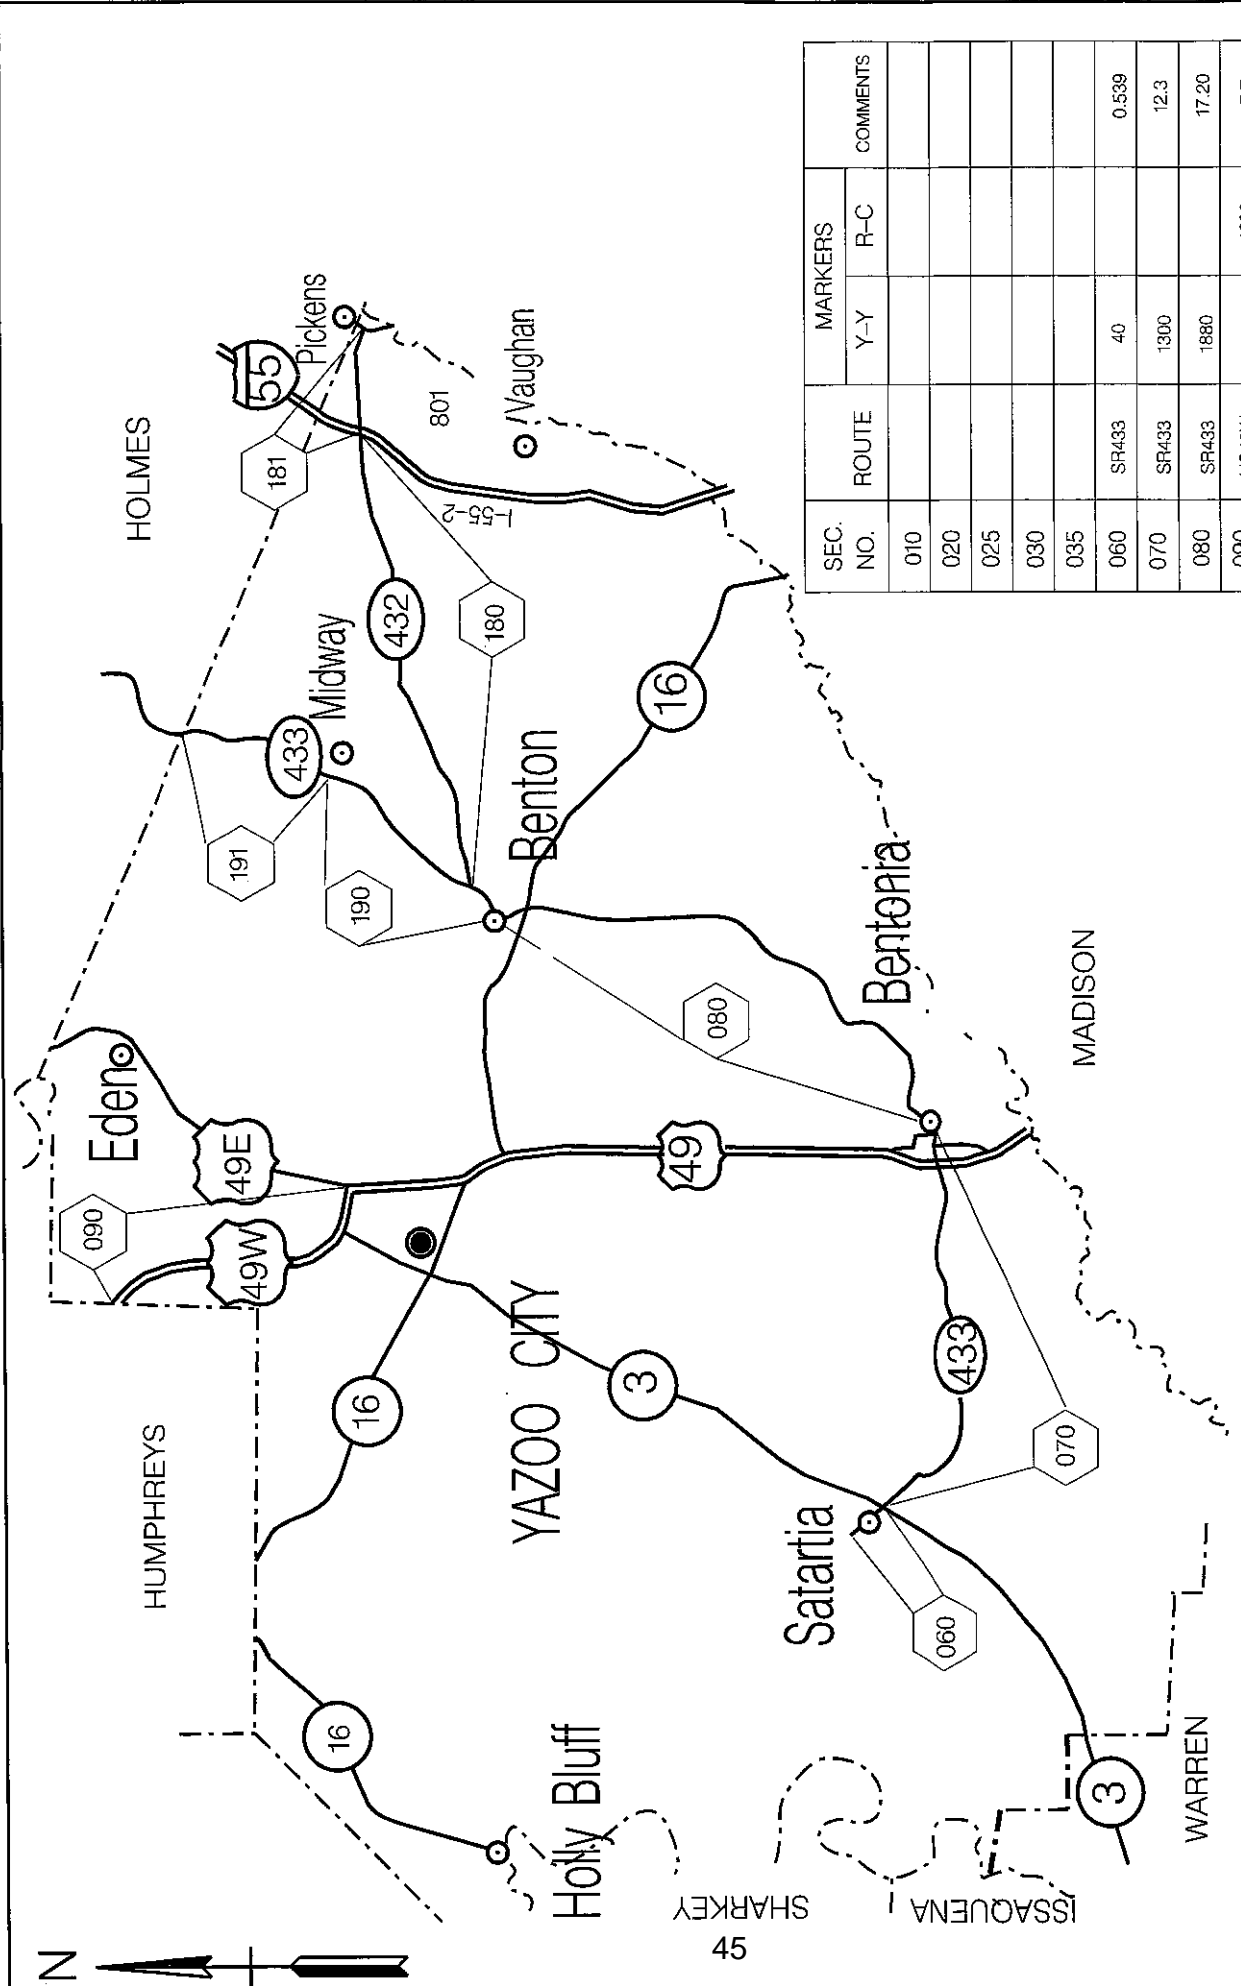 N
HOLMES
HUMPHREYS
SHARKEY
ISSAQUENA
WARREN
MADISON
Eden
49E
49W
090
55
Pickens
181
801
Vaughan
I-55-2
432
180
Midway
433
191
190
Benton
16
080
Bentonia
49
16
YAZOO CITY
3
433
070
Satartia
060
16
Holly Bluff
3
SEC. NO. ROUTE MARKERS COMMENTS
Y-Y R-C
010
020
025
030
035
060 SR433 40 0.539
070 SR433 1300 12.3
080 SR433 1880 17.20
090
45